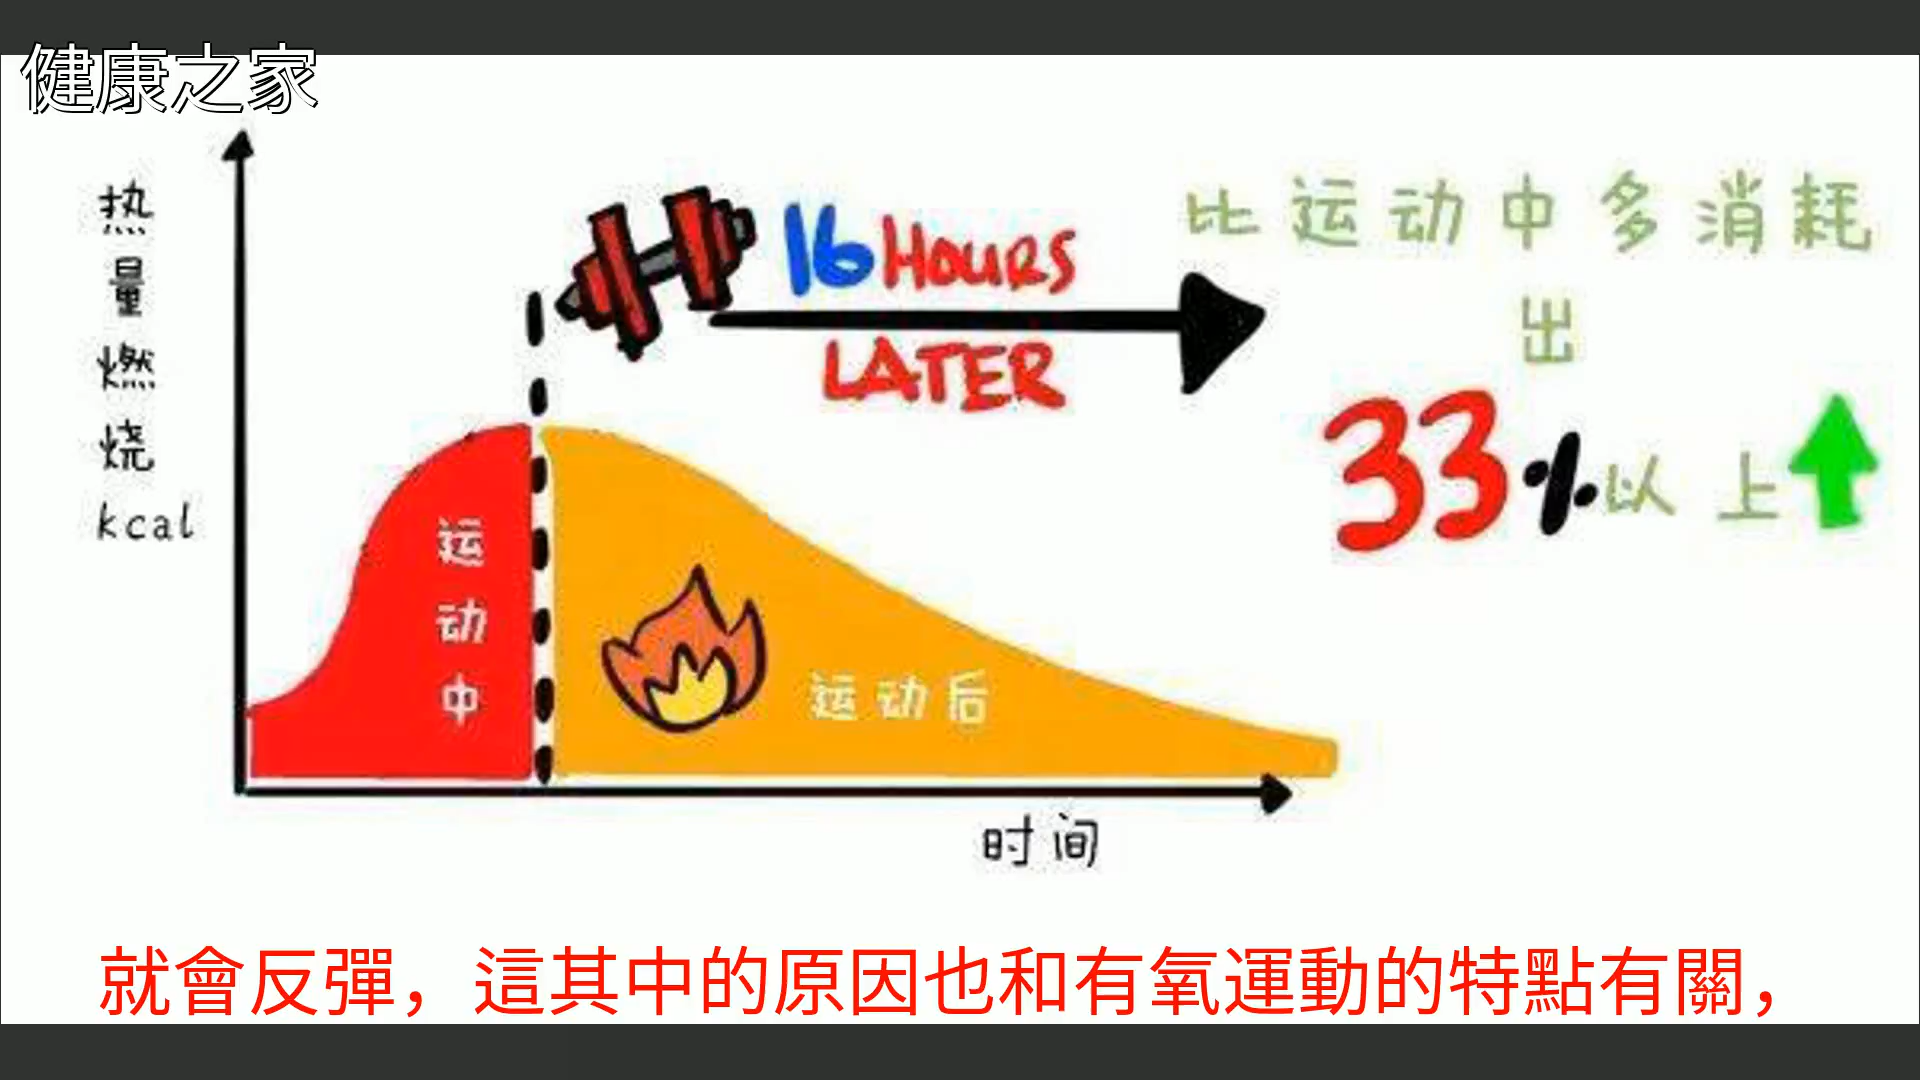 健康之家
热量燃烧
kcal
16 HOURS
LATER
比运动中多消耗
出
33%以上
运动中
运动后
时间
就會反彈，這其中的原因也和有氧運動的特點有關，